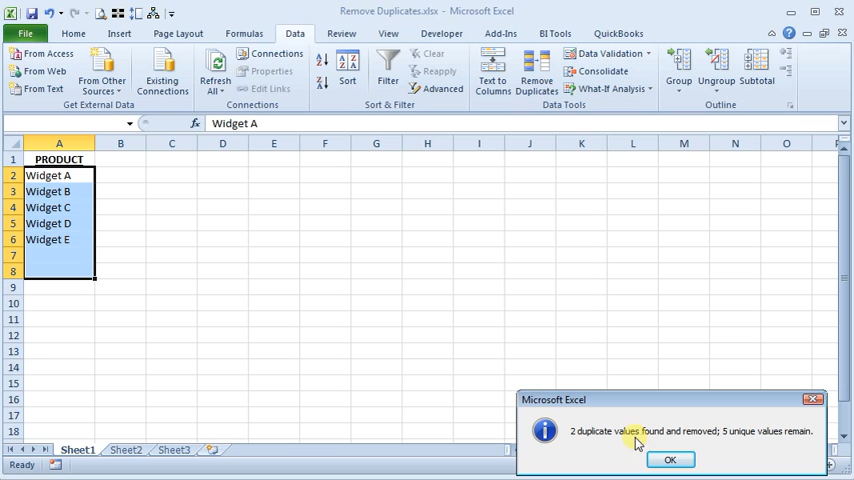 Remove Duplicates.xlsx - Microsoft Excel
File Home Insert Page Layout Formulas Data Review View Developer Add-Ins BI Tools QuickBooks
From Access
From Web
From Text
From Other
Sources
Existing
Connections
Get External Data
Refresh
All
Connections
Properties
Edit Links
Connections
Sort
Filter
Clear
Reapply
Advanced
Sort & Filter
Text to
Columns
Remove
Duplicates
Data Validation
Consolidate
What-If Analysis
Data Tools
Group
Ungroup
Subtotal
Outline
fx Widget A
A B C D E F G H I J K L M N O
1 PRODUCT
2 Widget A
3 Widget B
4 Widget C
5 Widget D
6 Widget E
7
8
9
10
11
12
13
14
15
16
17
18
Microsoft Excel
2 duplicate values found and removed; 5 unique values remain.
OK
Sheet1 Sheet2 Sheet3
Ready